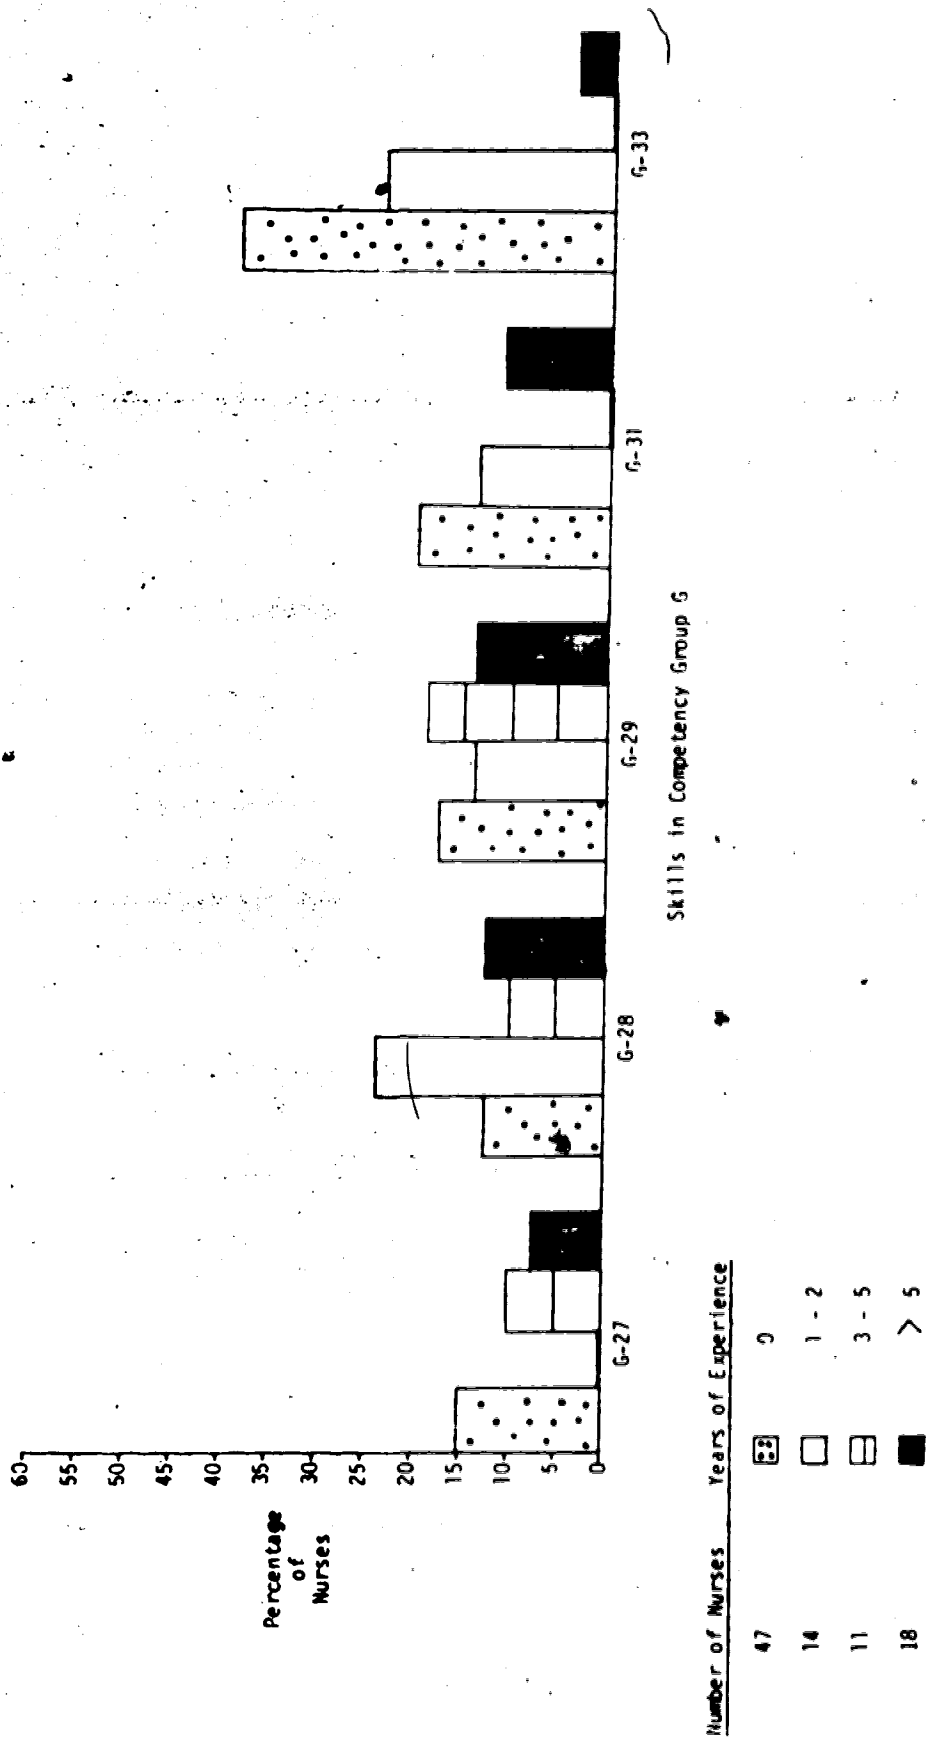 60
55
50
45
40
35
30
25
20
15
10
5
0
Percentage
of
Nurses
G-27
G-28
G-29
G-31
G-33
Skills in Competency Group G
Number of Nurses Years of Experience
47 0
14 1 - 2
11 3 - 5
18 > 5